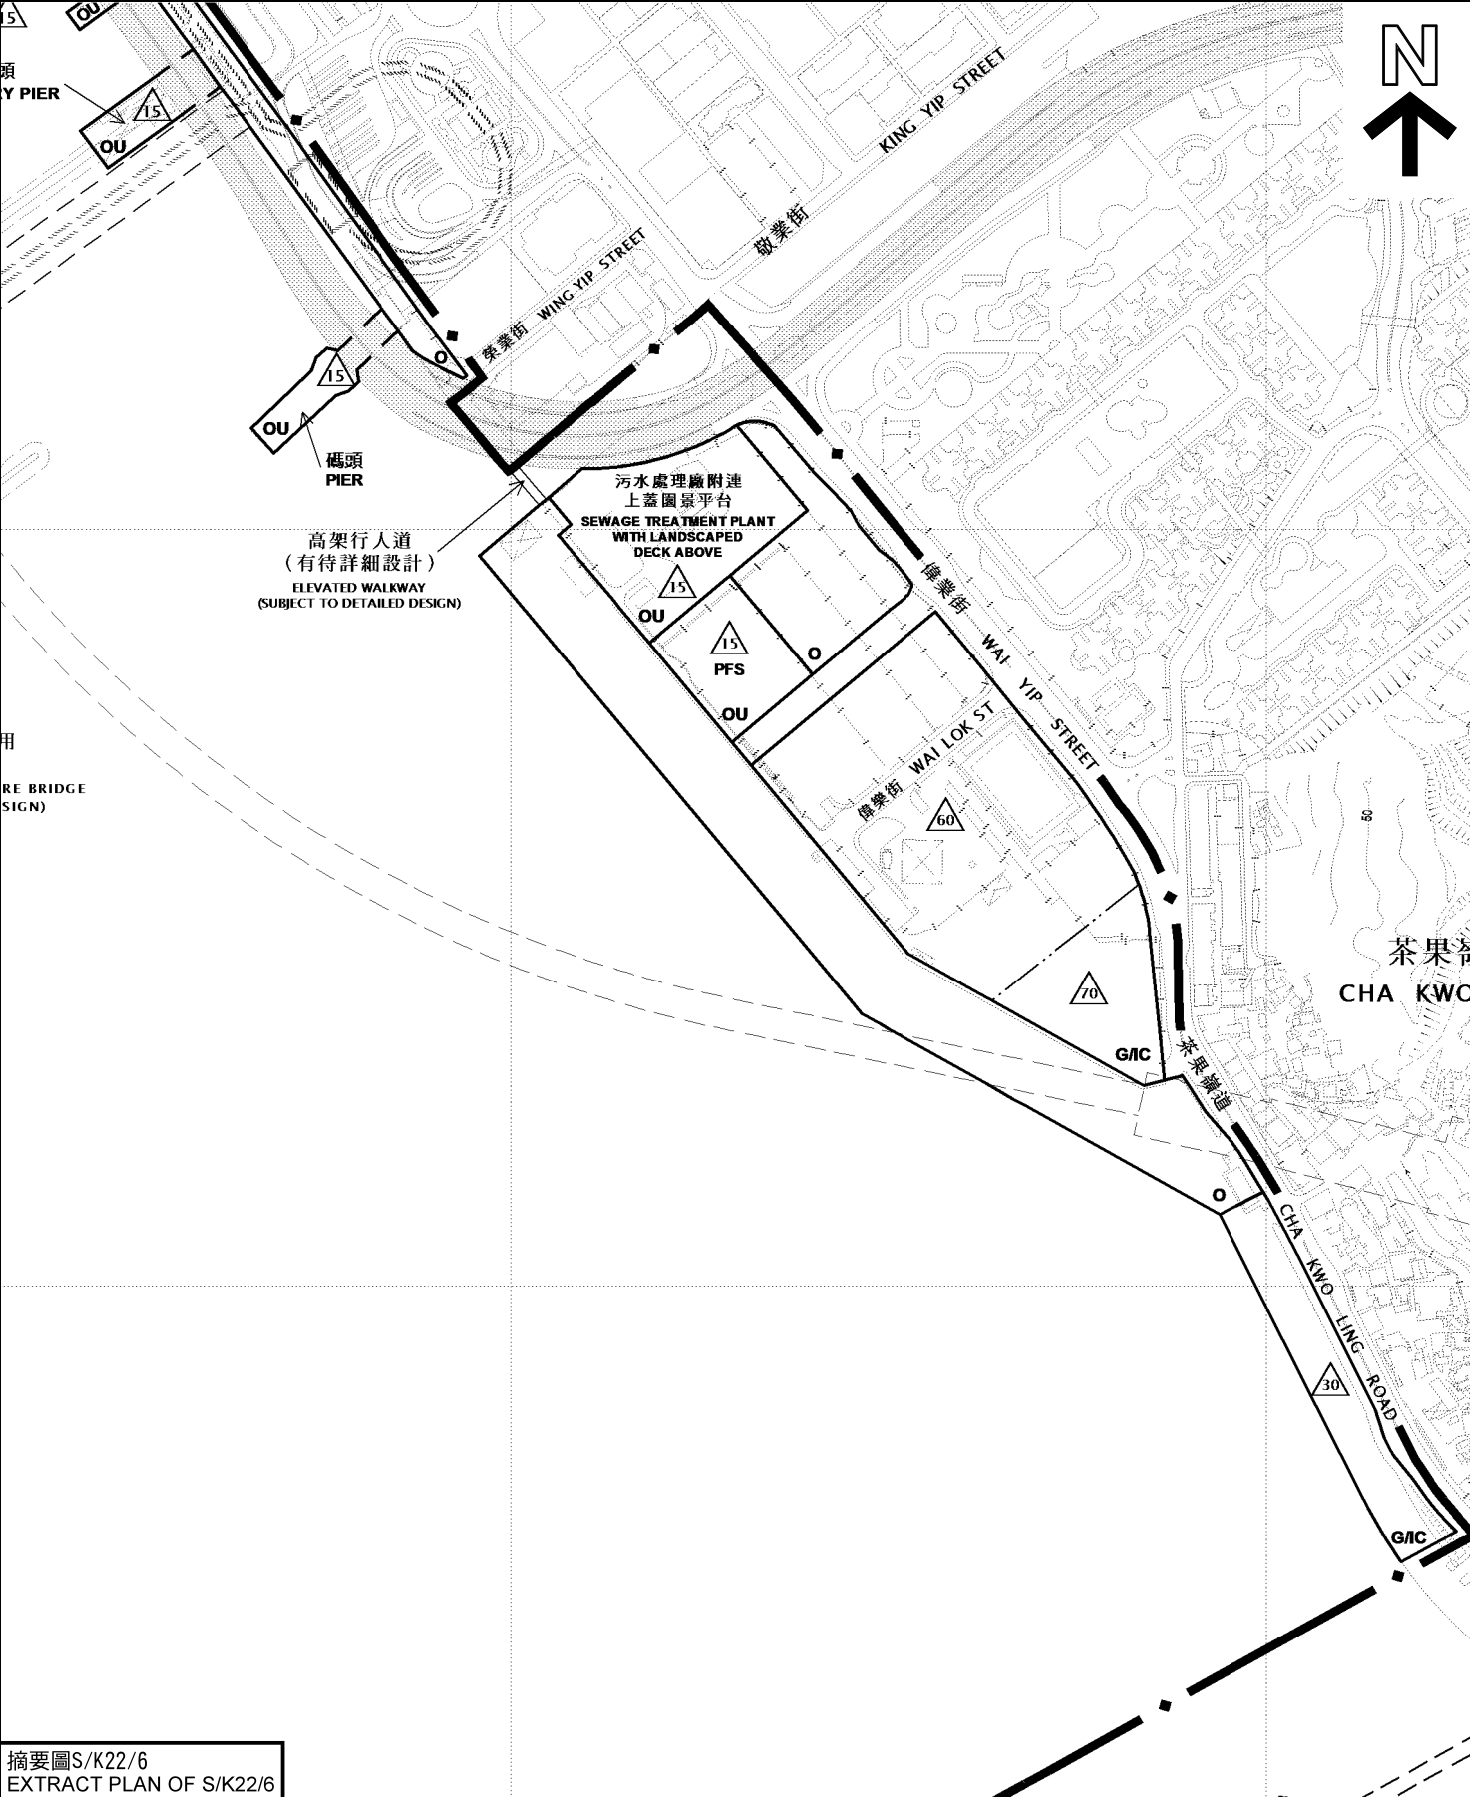 15
OU
N
頭
RY PIER
15
OU
KING YIP STREET
敬業街
榮業街 WING YIP STREET
O
15
OU
碼頭
PIER
污水處理廠附連
上蓋園景平台
SEWAGE TREATMENT PLANT
WITH LANDSCAPED
DECK ABOVE
15
OU
高架行人道
(有待詳細設計)
ELEVATED WALKWAY
(SUBJECT TO DETAILED DESIGN)
15
PFS
OU
O
偉業街 WAI YIP STREET
偉樂街 WAI LOK ST
用
RE BRIDGE
SIGN)
60
50
茶果嶺
CHA KWO
70
G/IC
茶果嶺道
O
CHA KWO LING ROAD
30
G/IC
摘要圖S/K22/6
EXTRACT PLAN OF S/K22/6